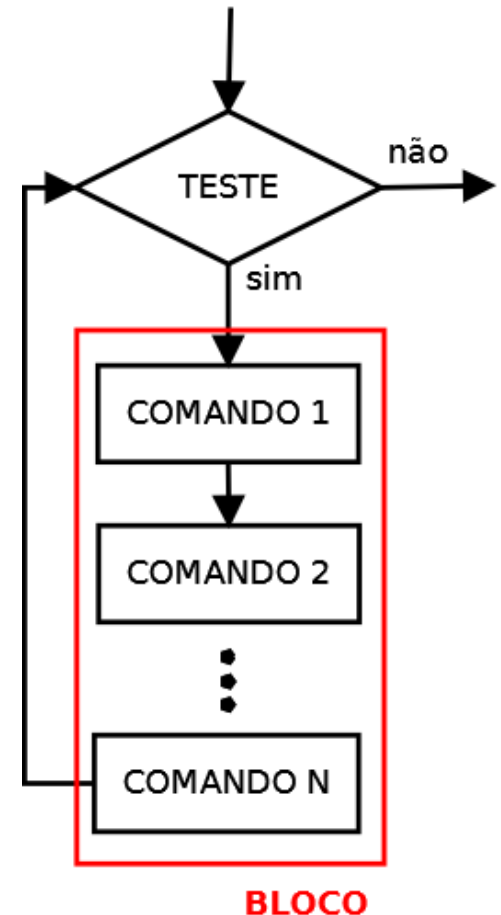 não
TESTE
sim
COMANDO 1
COMANDO 2
COMANDO N
BLOCO